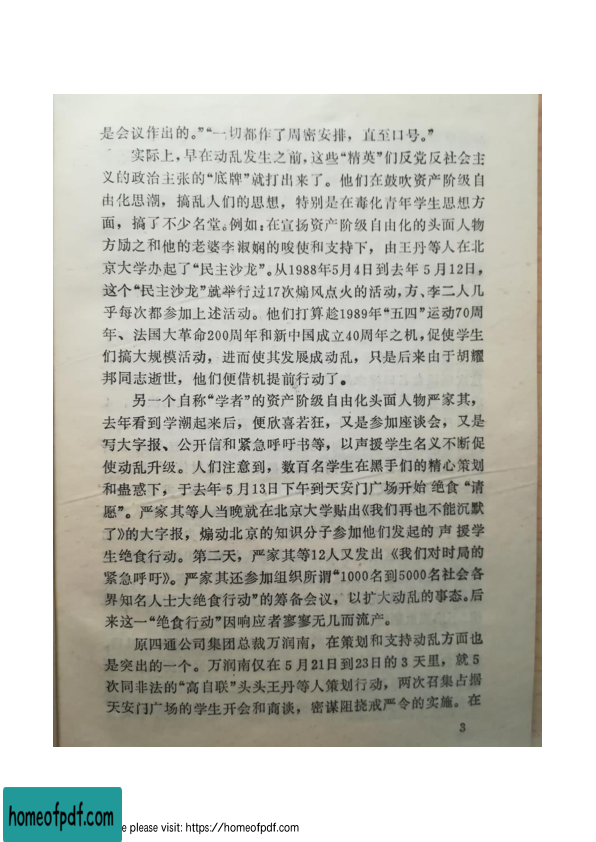 是会议作出的。”“一切都作了周密安排，直至口号。”
实际上，早在动乱发生之前，这些“精英”们反党反社会主
义的政治主张的“底牌”就打出来了。他们在鼓吹资产阶级自
由化思潮，搞乱人们的思想，特别是在毒化青年学生思想方
面，搞了不少名堂。例如：在宣扬资产阶级自由化的头面人物
方励之和他的老婆李淑娴的唆使和支持下，由王丹等人在北
京大学办起了“民主沙龙”。从1988年5月4日到去年5月12日，
这个“民主沙龙”就举行过17次煽风点火的活动，方、李二人几
乎每次都参加上述活动。他们打算趁1989年“五四”运动70周
年、法国大革命200周年和新中国成立40周年之机，促使学生
们搞大规模活动，进而使其发展成动乱，只是后来由于胡耀
邦同志逝世，他们便借机提前行动了。
另一个自称“学者”的资产阶级自由化头面人物严家其，
去年看到学潮起来后，便欣喜若狂，又是参加座谈会，又是
写大字报、公开信和紧急呼吁书等，以声援学生名义不断促
使动乱升级。人们注意到，数百名学生在黑手们的精心策划
和蛊惑下，于去年5月13日下午到天安门广场开始绝食“请
愿”。严家其等人当晚就在北京大学贴出《我们再也不能沉默
了》的大字报，煽动北京的知识分子参加他们发起的声援学
生绝食行动。第二天，严家其等12人又发出《我们对时局的
紧急呼吁》。严家其还参加组织所谓“1000名到5000名社会各
界知名人士大绝食行动”的筹备会议，以扩大动乱的事态。后
来这一“绝食行动”因响应者寥寥无几而流产。
原四通公司集团总裁万润南，在策划和支持动乱方面也
是突出的一个。万润南仅在5月21日到23日的3天里，就5
次同非法的“高自联”头头王丹等人策划行动，两次召集占据
天安门广场的学生开会和商谈，密谋阻挠戒严令的实施。在
3
homeofpdf.com
e please visit: https://homeofpdf.com